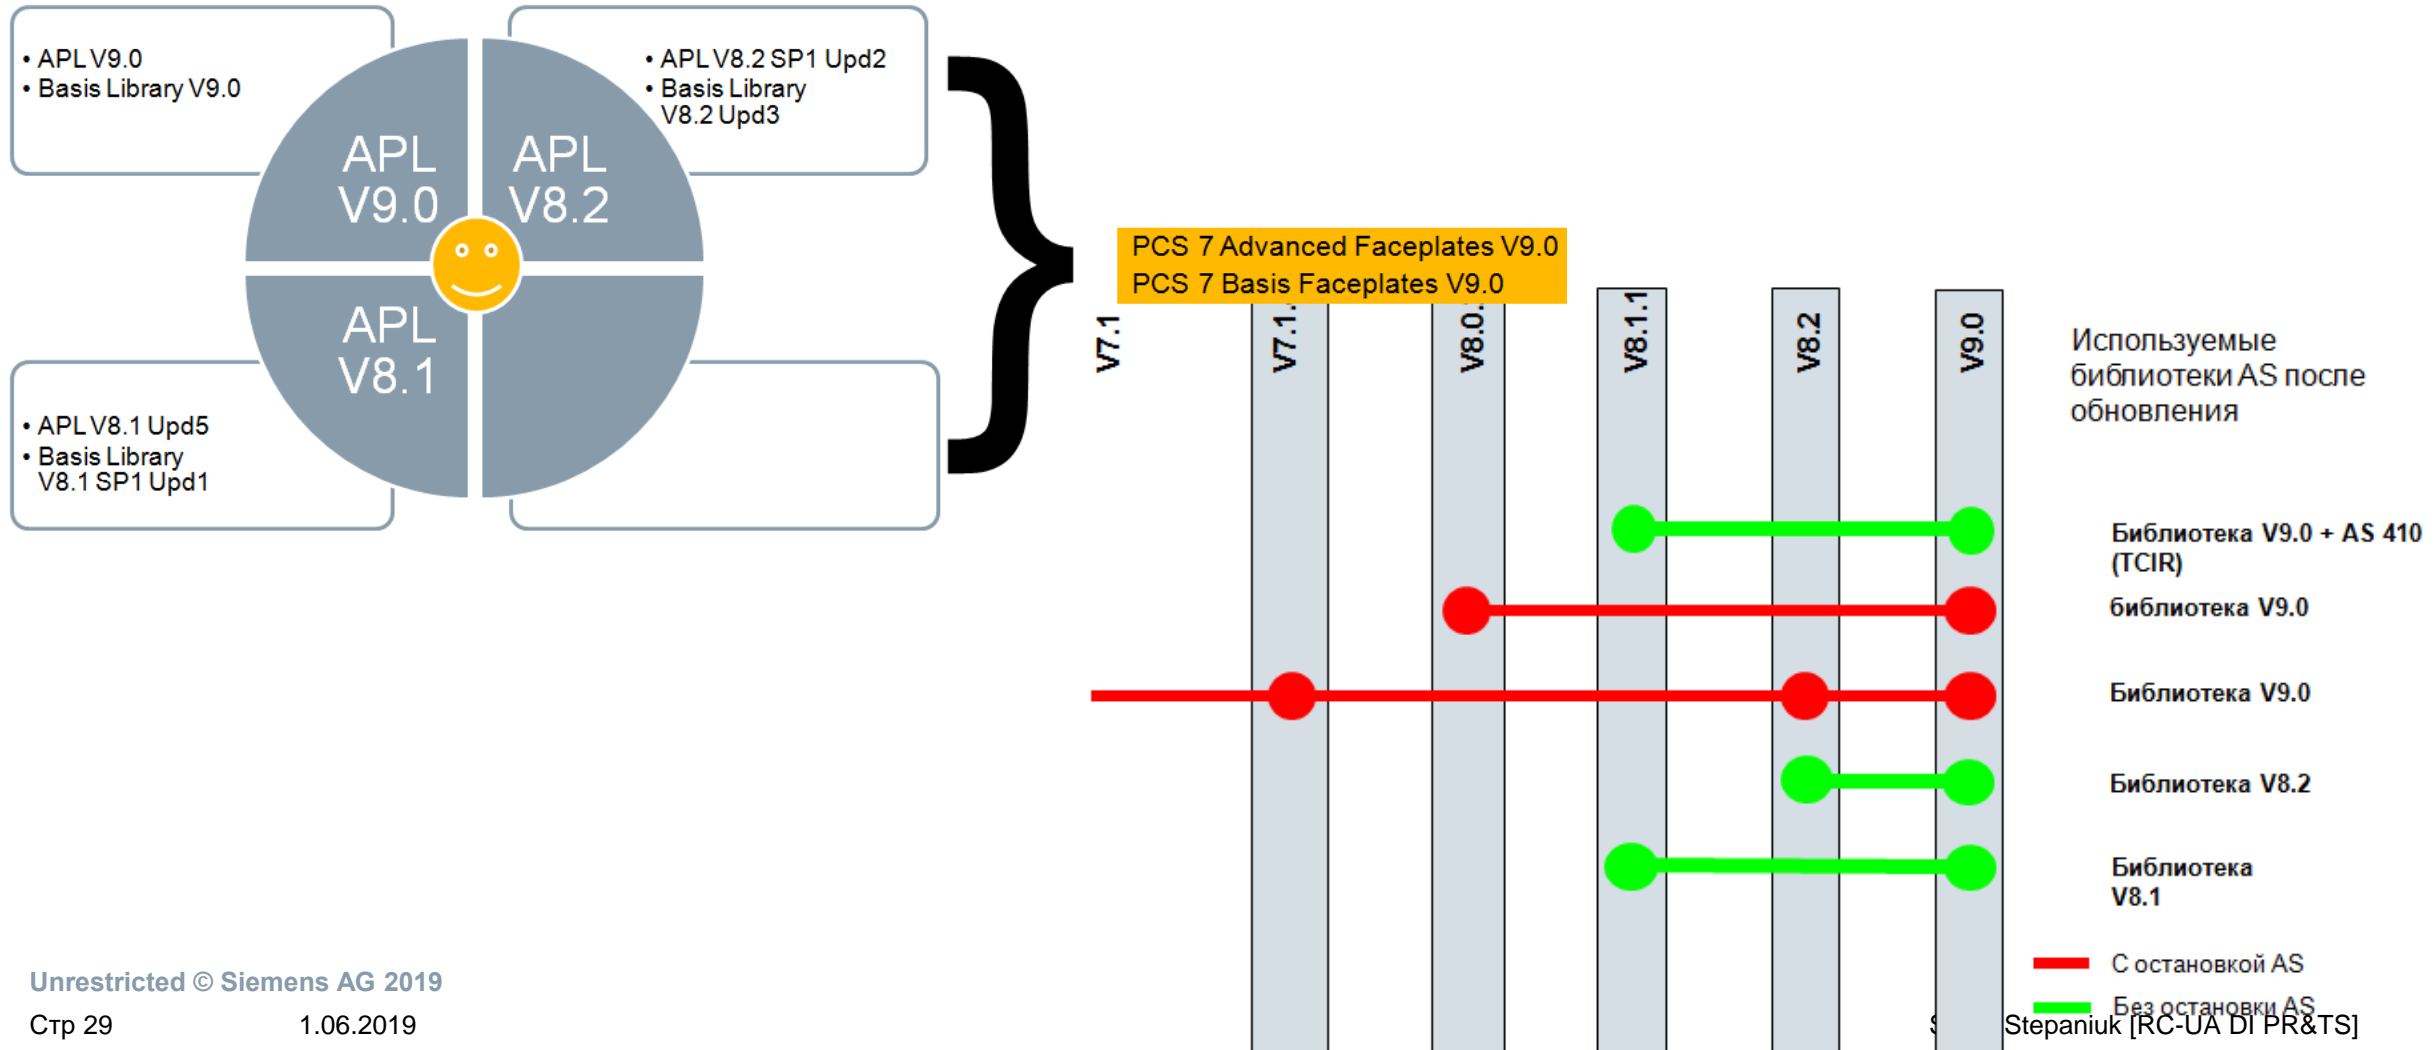 • APL V9.0
• Basis Library V9.0
• APL V8.2 SP1 Upd2
• Basis Library
V8.2 Upd3
APL
V9.0
APL
V8.2
APL
V8.1
• APL V8.1 Upd5
• Basis Library
V8.1 SP1 Upd1
PCS 7 Advanced Faceplates V9.0
PCS 7 Basis Faceplates V9.0
V7.1
V7.1.
V8.0.
V8.1.1
V8.2
V9.0
Используемые
библиотеки AS после
обновления
Библиотека V9.0 + AS 410
(TCIR)
библиотека V9.0
Библиотека V9.0
Библиотека V8.2
Библиотека
V8.1
С остановкой AS
Без остановки AS
Unrestricted © Siemens AG 2019
Стр 29
1.06.2019
Stepaniuk [RC-UA DI PR&TS]